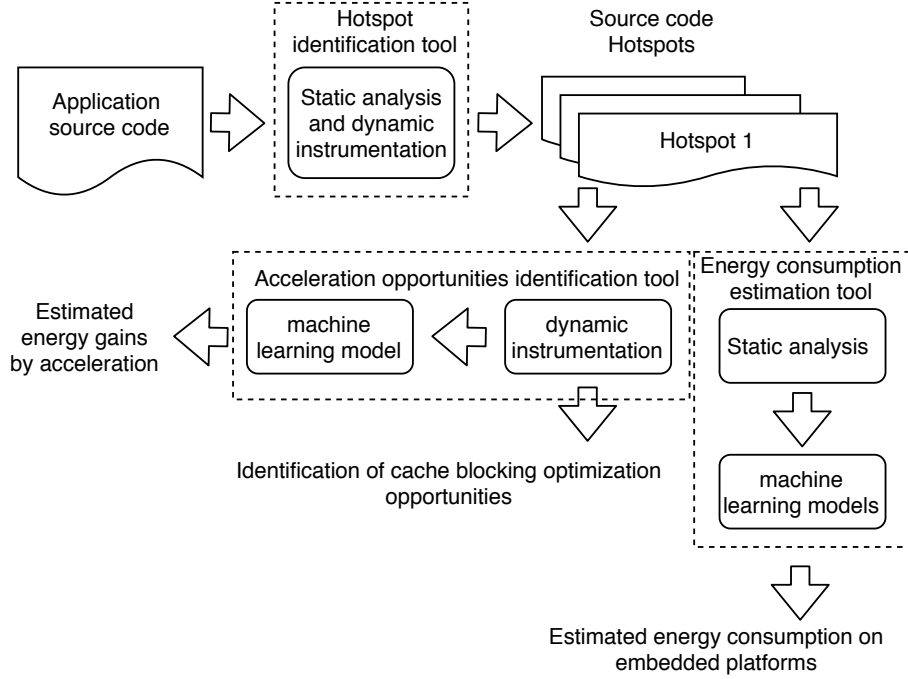 Hotspot
identification tool
Source code
Hotspots
Application
source code
Static analysis
and dynamic
instrumentation
Hotspot 1
Acceleration opportunities identification tool
Energy consumption
estimation tool
Estimated
energy gains
by acceleration
machine
learning model
dynamic
instrumentation
Static analysis
Identification of cache blocking optimization
opportunities
machine
learning models
Estimated energy consumption on
embedded platforms